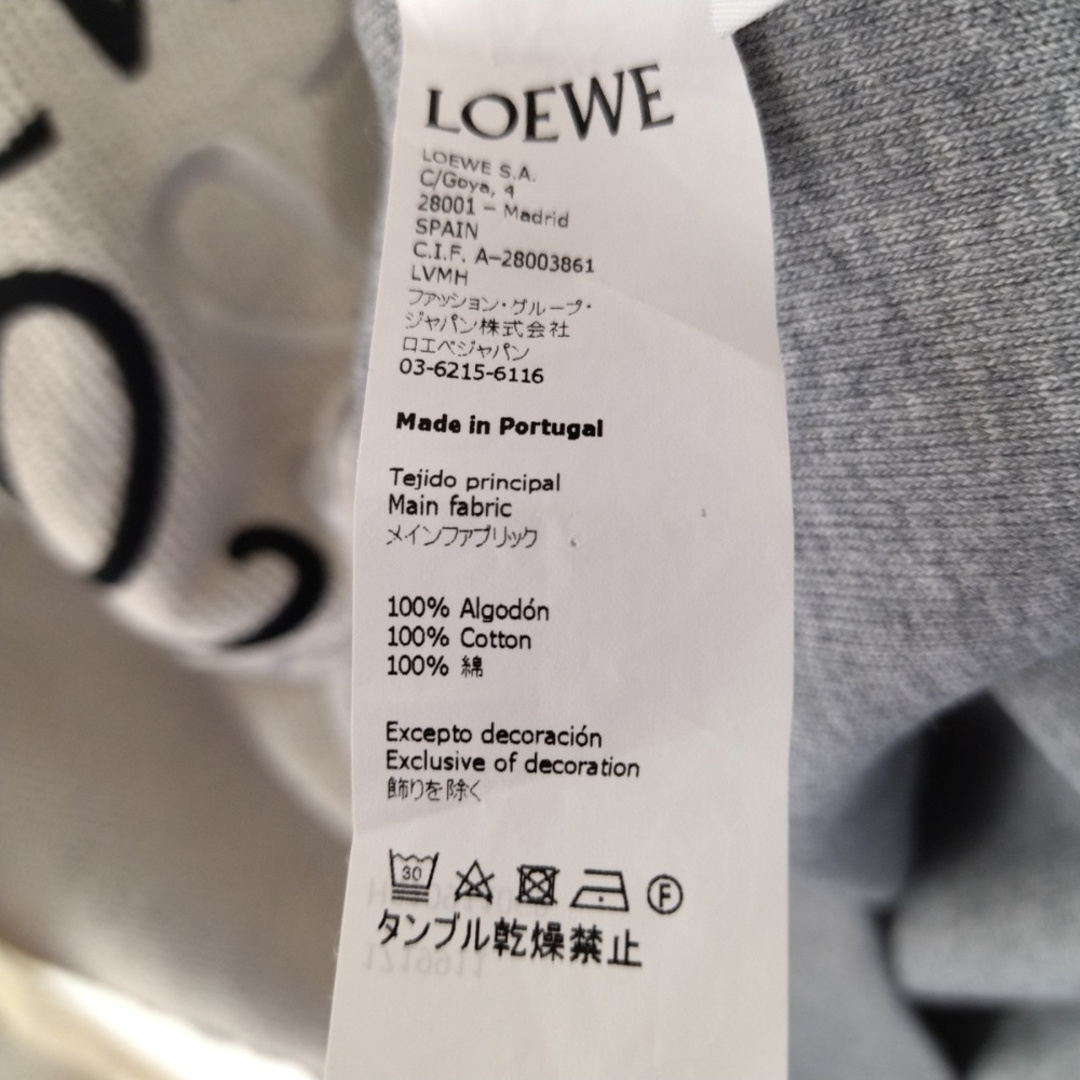 LOEWE
LOEWE S.A.
C/Goya, 4
28001 – Madrid
SPAIN
C.I.F. A–28003861
LVMH
ファッション・グループ・
ジャパン株式会社
ロエベジャパン
03-6215-6116
Made in Portugal
Tejido principal
Main fabric
メインファブリック
100% Algodón
100% Cotton
100% 綿
Excepto decoración
Exclusive of decoration
飾りを除く
30
F
タンブル乾燥禁止